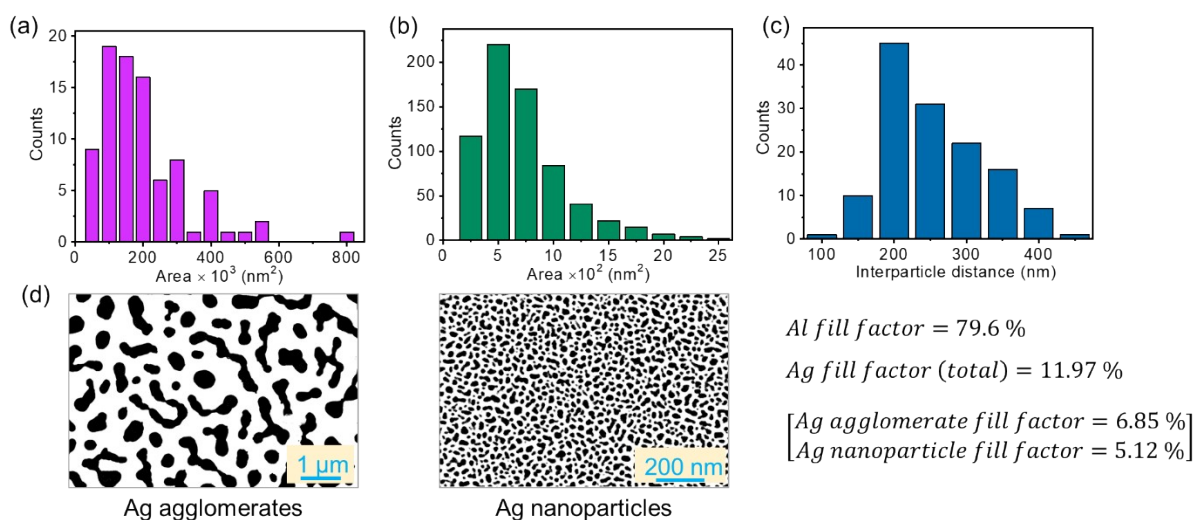 (a)
20
15
10
5
0
Counts
200
400
600
800
Area × 10³ (nm²)
(b)
200
150
100
50
0
Counts
5
10
15
20
25
Area ×10² (nm²)
(c)
40
30
20
10
0
Counts
100
200
300
400
Interparticle distance (nm)
(d)
1 µm
Ag agglomerates
200 nm
Ag nanoparticles
Al fill factor = 79.6 %
Ag fill factor (total) = 11.97 %
[Ag agglomerate fill factor = 6.85 %
Ag nanoparticle fill factor = 5.12 %]